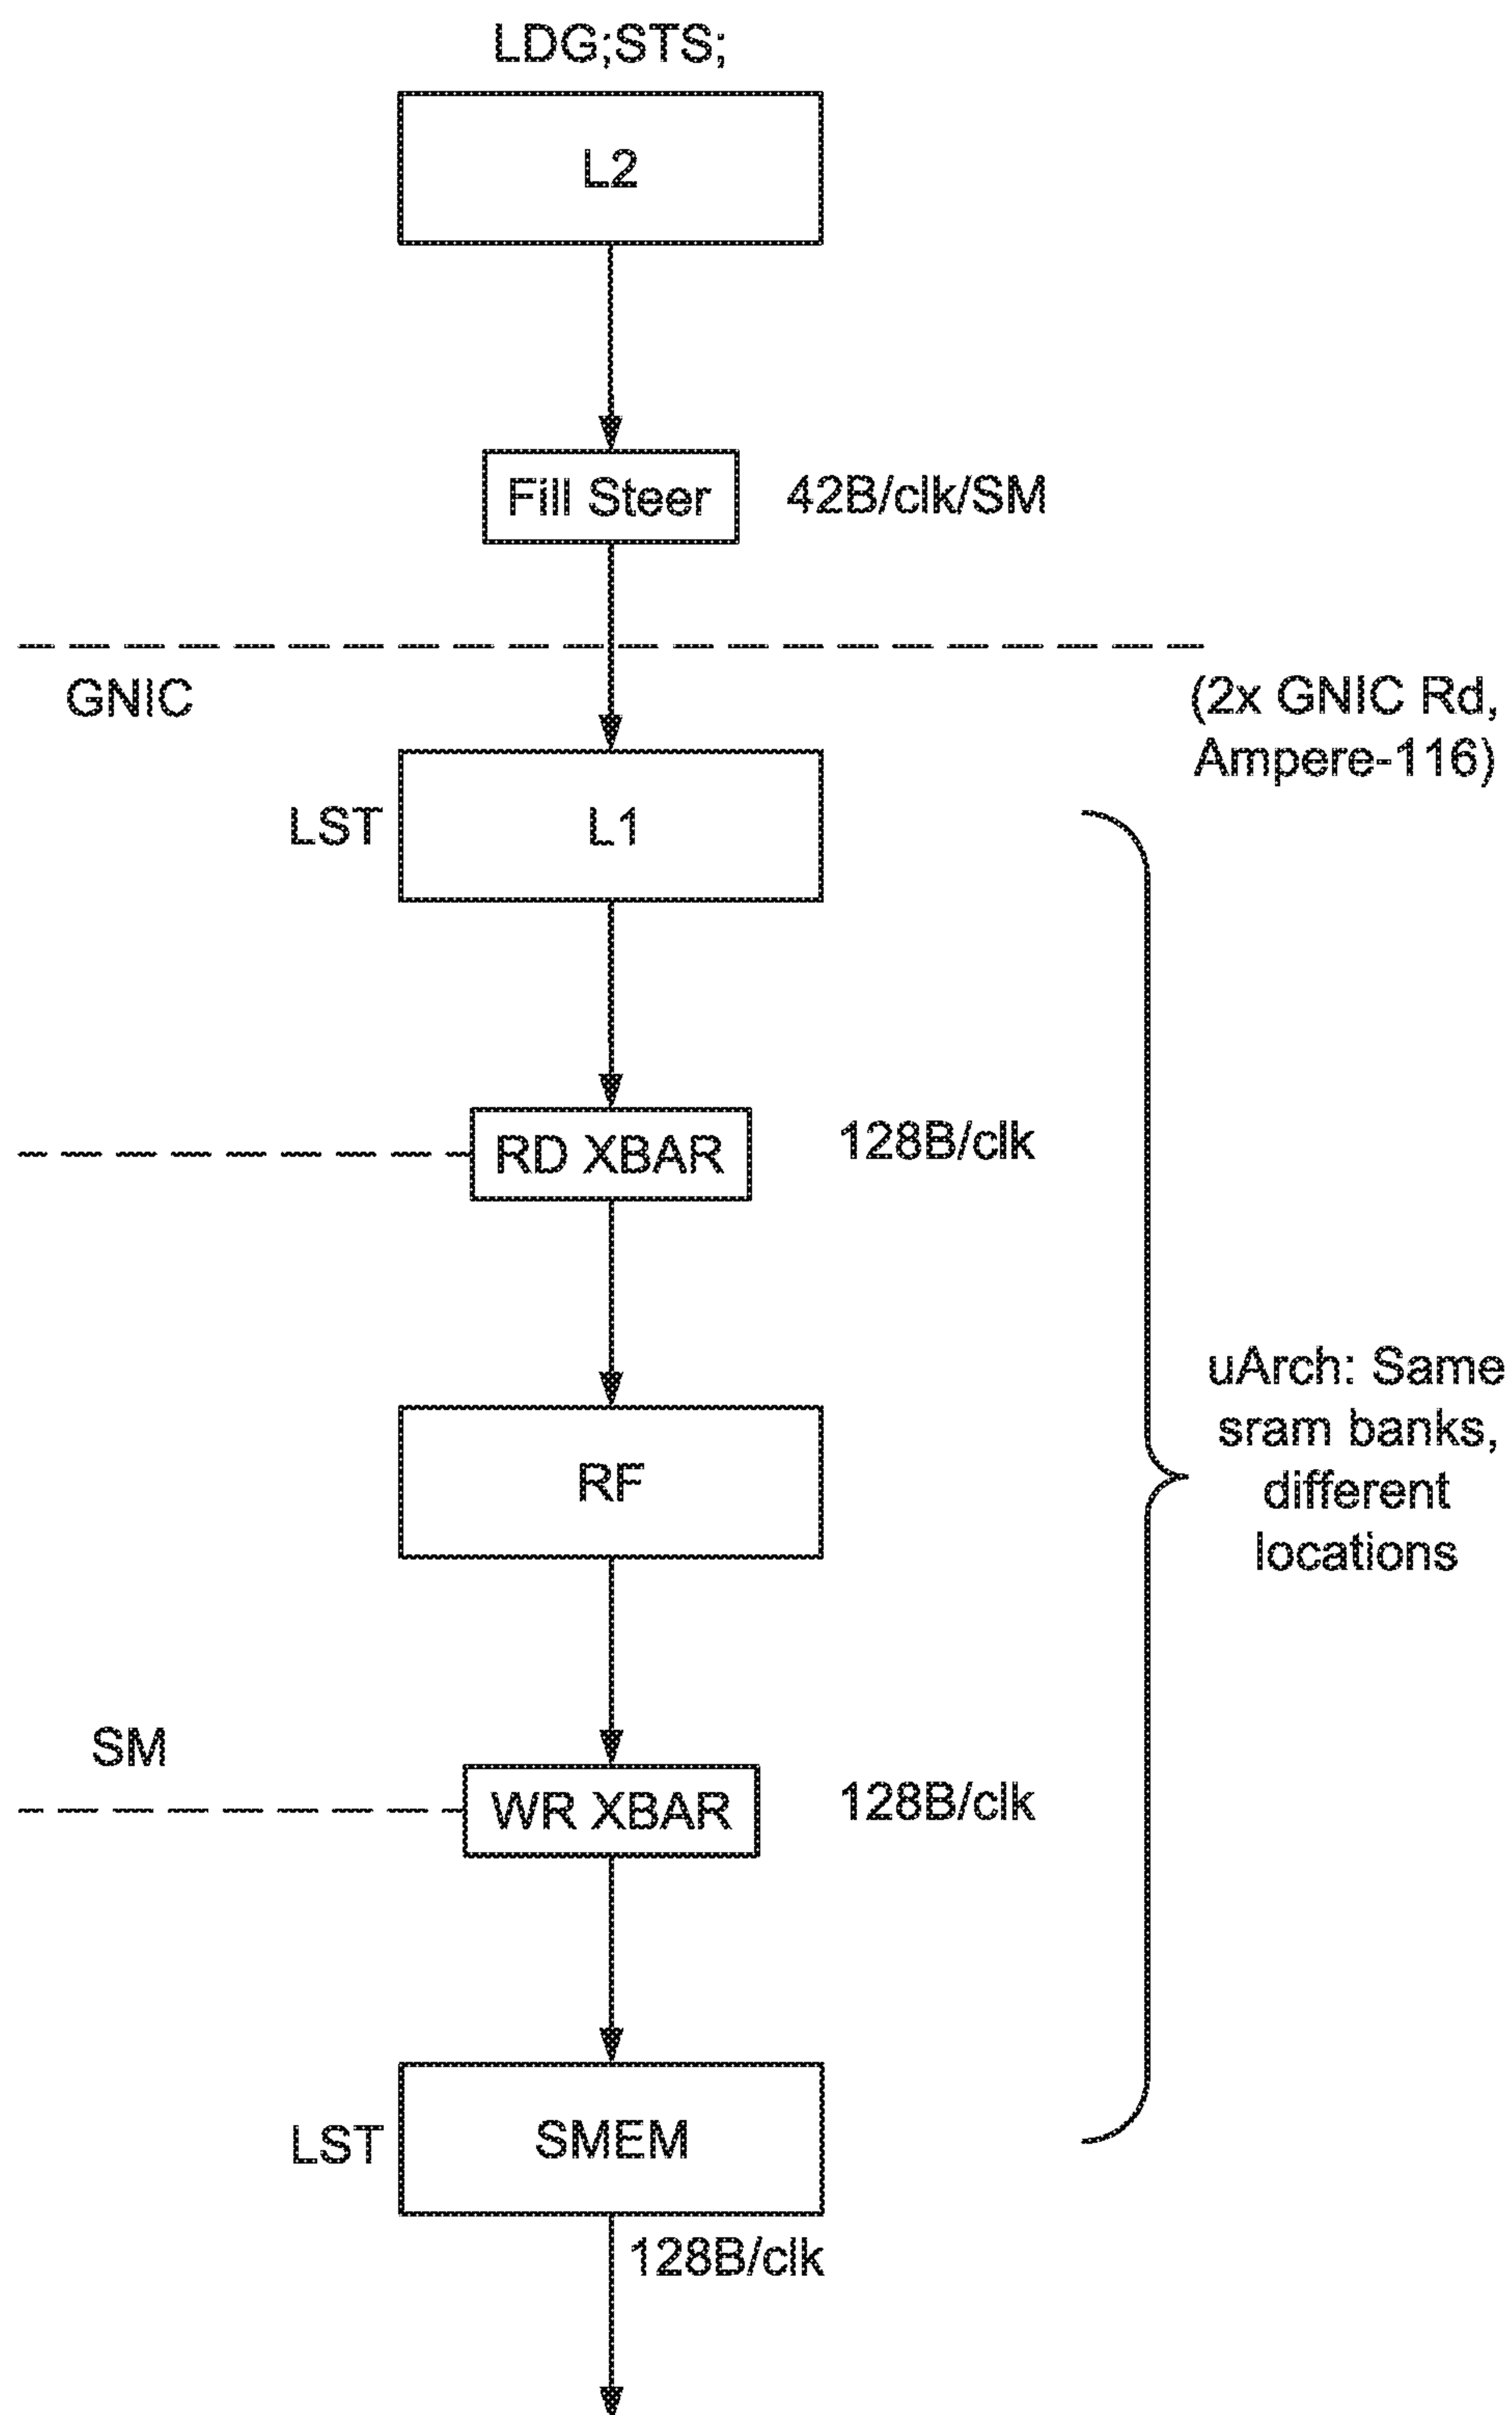 LDG;STS;
L2
Fill Steer
42B/clk/SM
GNIC
(2x GNIC Rd,
Ampere-116)
LST
L1
RD XBAR
128B/clk
RF
uArch: Same
sram banks,
different
locations
SM
WR XBAR
128B/clk
LST
SMEM
128B/clk